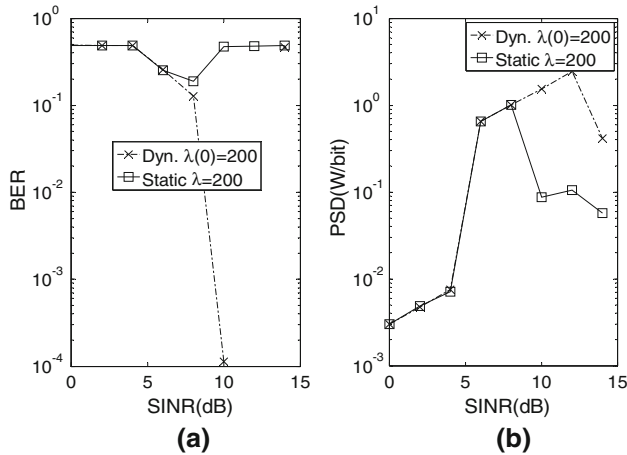 10^0
10^-1
10^-2
10^-3
10^-4
BER
Dyn. λ(0)=200
Static λ=200
0 5 10 15
SINR(dB)
(a)
10^1
10^0
10^-1
10^-2
10^-3
PSD(W/bit)
Dyn. λ(0)=200
Static λ=200
0 5 10 15
SINR(dB)
(b)